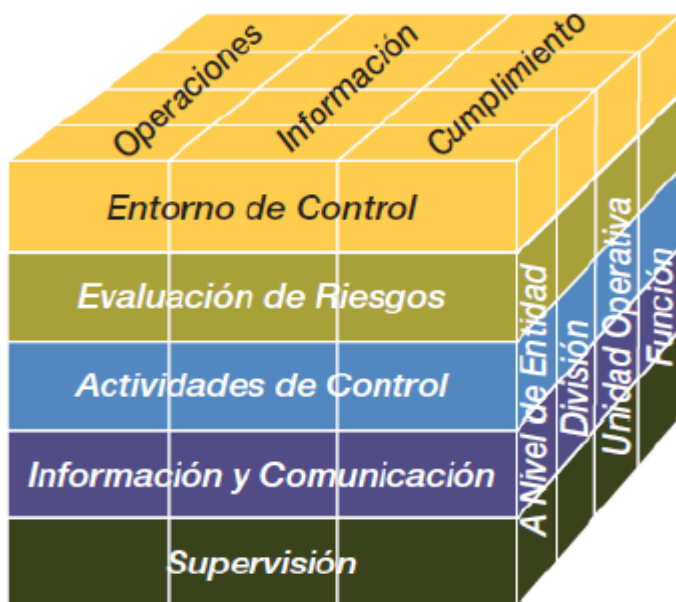 Operaciones
Información
Cumplimiento
Entorno de Control
Evaluación de Riesgos
Actividades de Control
Información y Comunicación
Supervisión
A Nivel de Entidad
División
Unidad Operativa
Función